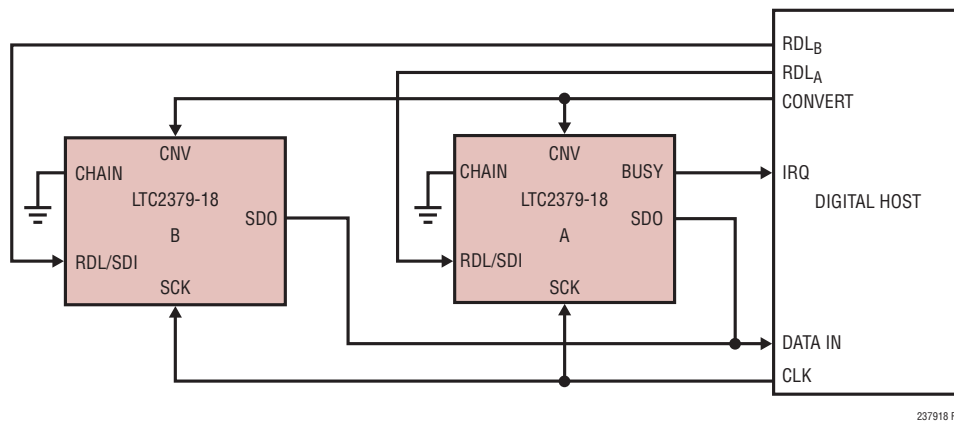 RDLB
RDLA
CONVERT
CNV
CNV
CHAIN
CHAIN
BUSY
IRQ
LTC2379-18
LTC2379-18
DIGITAL HOST
SDO
SDO
B
A
RDL/SDI
RDL/SDI
SCK
SCK
DATA IN
CLK
237918 F